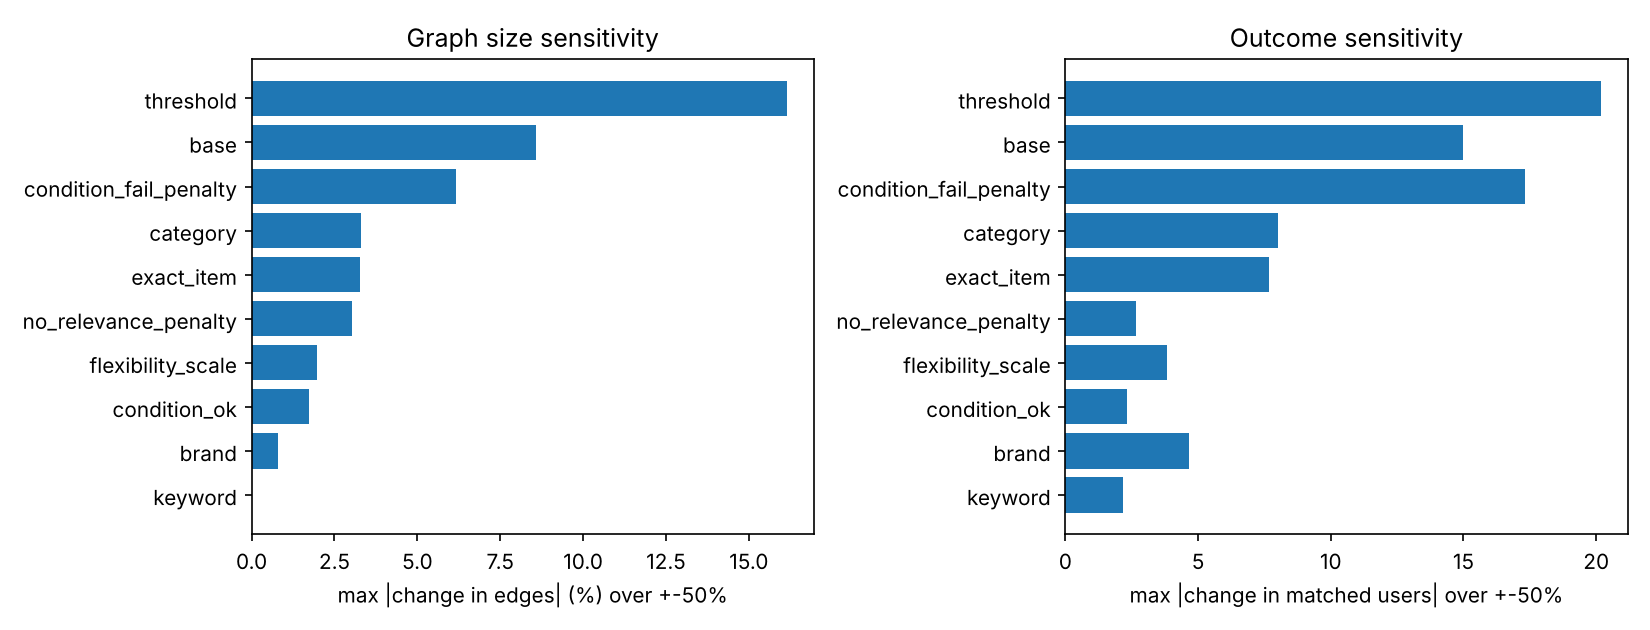 Graph size sensitivity
threshold
base
condition_fail_penalty
category
exact_item
no_relevance_penalty
flexibility_scale
condition_ok
brand
keyword
0.0 2.5 5.0 7.5 10.0 12.5 15.0
max |change in edges| (%) over +-50%
Outcome sensitivity
threshold
base
condition_fail_penalty
category
exact_item
no_relevance_penalty
flexibility_scale
condition_ok
brand
keyword
0 5 10 15 20
max |change in matched users| over +-50%